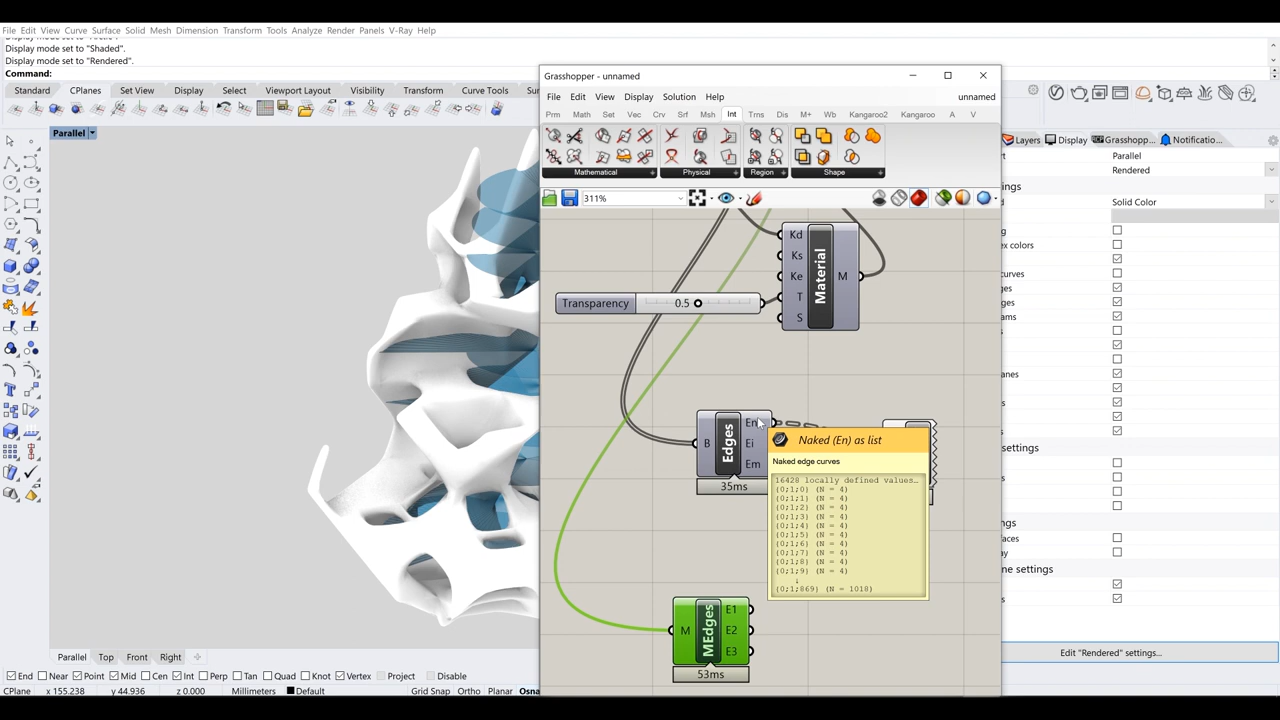 File Edit View Curve Surface Solid Mesh Dimension Transform Tools Analyze Render Panels V-Ray Help
Display mode set to "Shaded".
Display mode set to "Rendered".
Command:
Standard CPlanes Set View Display Select Viewport Layout Visibility Transform Curve Tools
Parallel
Grasshopper - unnamed
File Edit View Display Solution Help unnamed
Prm Math Set Vec Crv Srf Msh Int Trns Dis M+ Wb Kangaroo2 Kangaroo A V
Mathematical Physical Region Shape
311%
Kd
Ks
Ke
T
S
Material
M
Transparency 0.5
B
Edges
En
Ei
Em
35ms
Naked (En) as list
Naked edge curves
16428 locally defined values…
{0;1;0} (N = 4)
{0;1;1} (N = 4)
{0;1;2} (N = 4)
{0;1;3} (N = 4)
{0;1;4} (N = 4)
{0;1;5} (N = 4)
{0;1;6} (N = 4)
{0;1;7} (N = 4)
{0;1;8} (N = 4)
{0;1;9} (N = 4)
{0;1;869} (N = 1018)
M
MEdges
E1
E2
E3
53ms
Layers Display Grasshopp... Notificatio...
Parallel
Rendered
Solid Color
Edit "Rendered" settings...
Parallel Top Front Right
End Near Point Mid Cen Int Perp Tan Quad Knot Vertex Project Disable
CPlane x 155.238 y 44.936 z 0.000 Millimeters Default Grid Snap Ortho Planar Osna